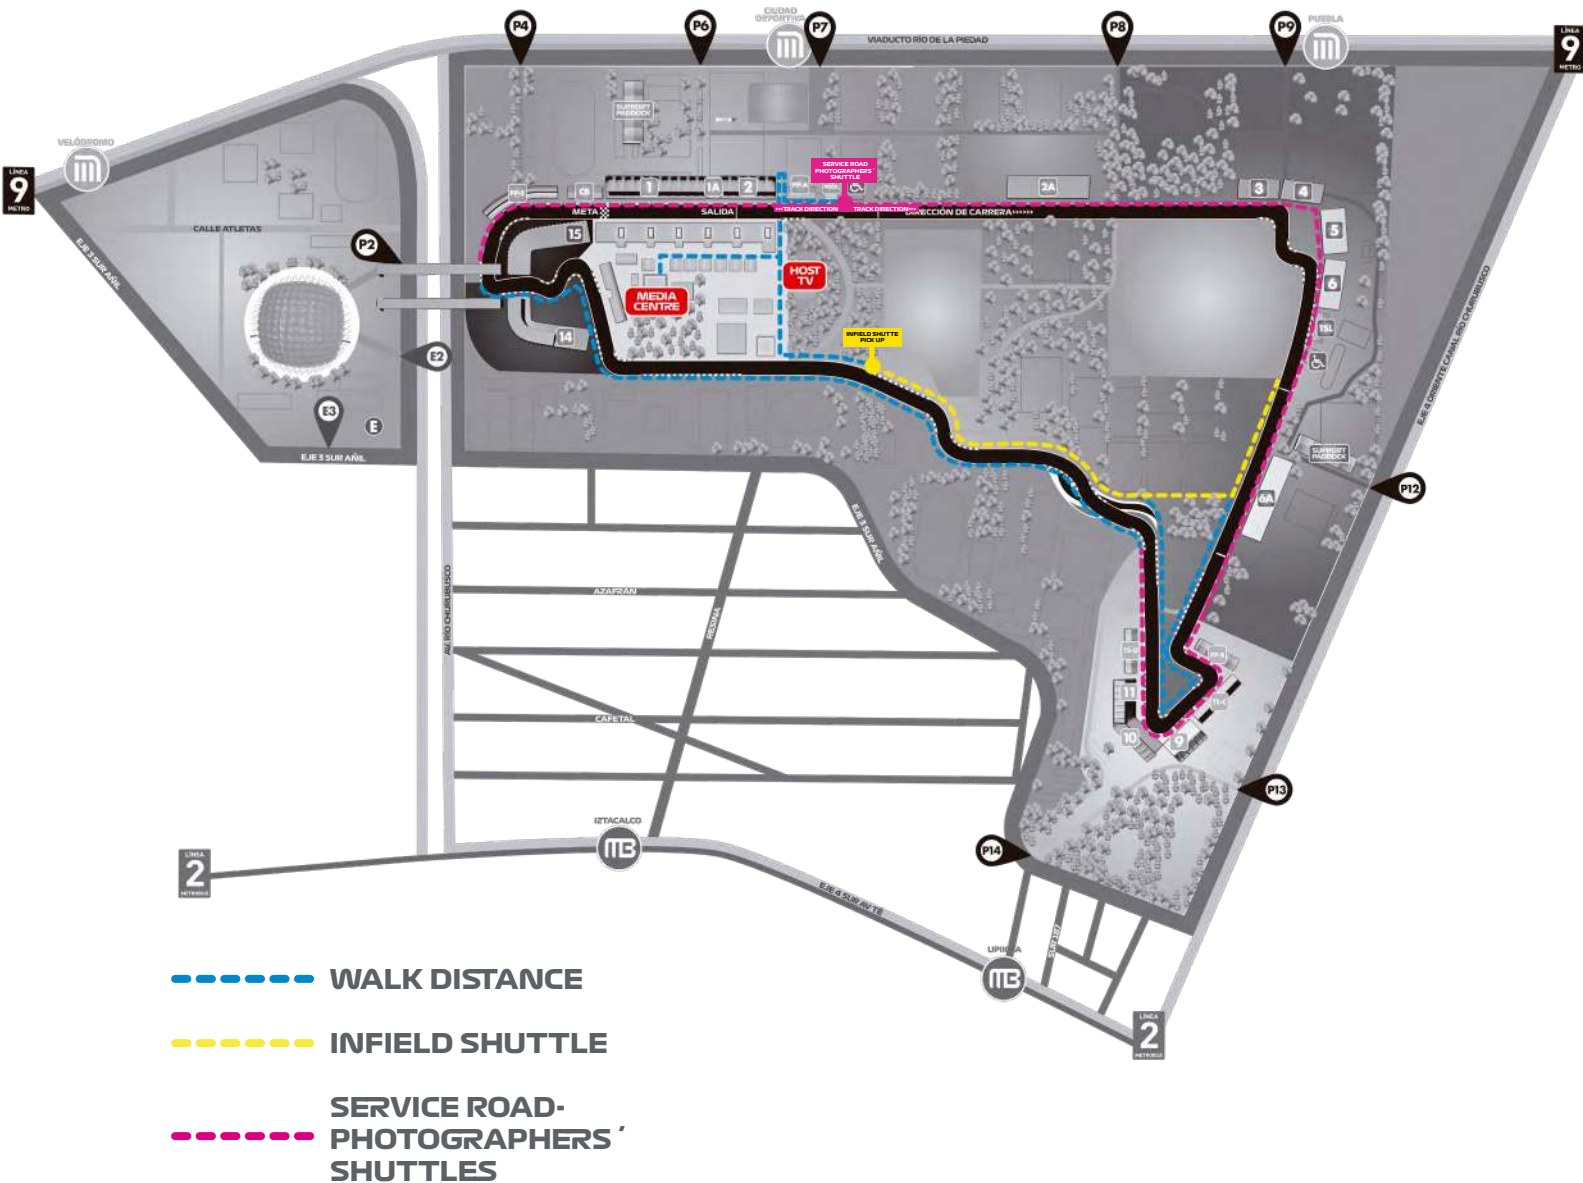 P4
P6
CIUDAD
DEPORTIVA
P7
P8
P9
PUEBLA
LÍNEA
9
METRO
VIADUCTO RÍO DE LA PIEDAD
VELÓDROMO
LÍNEA
9
METRO
SUPPORT
PADDOCK
SERVICE ROAD
PHOTOGRAPHERS'
SHUTTLE
CB
1
1A
2
2A
3
4
5
6
META
SALIDA
TRACK DIRECTION
TRACK DIRECTION
DIRECCIÓN DE CARRERA
CALLE ATLETAS
P2
15
HOST
TV
MEDIA
CENTRE
EJE 3 SUR AÑIL
14
E2
INFIELD SHUTTE
PICK UP
15L
EJE 4 ORIENTE CANAL RÍO CHURUBUSCO
E3
E
EJE 3 SUR AÑIL
SUPPORT
PADDOCK
P12
6A
EJE 3 SUR AÑIL
AV. RÍO CHURUBUSCO
AZAFRÁN
RESINA
CAFETAL
11
10
9
P13
IZTACALCO
P14
LÍNEA
2
METROBÚS
EJE 4 SUR AV TÉ
UPIICSA
SUR 187
LÍNEA
2
METROBÚS
WALK DISTANCE
INFIELD SHUTTLE
SERVICE ROAD-
PHOTOGRAPHERS´
SHUTTLES